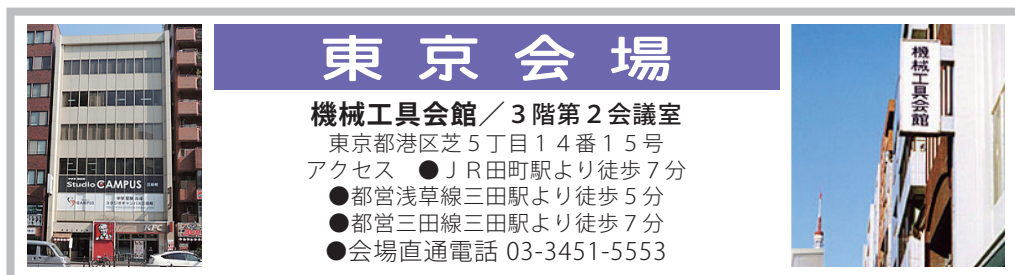 東京会場
機械工具会館／３階第２会議室
東京都港区芝５丁目１４番１５号
アクセス　●ＪＲ田町駅より徒歩７分
●都営浅草線三田駅より徒歩５分
●都営三田線三田駅より徒歩７分
●会場直通電話 03-3451-5553
Studio CAMPUS 三田校
KFC
機械工具会館